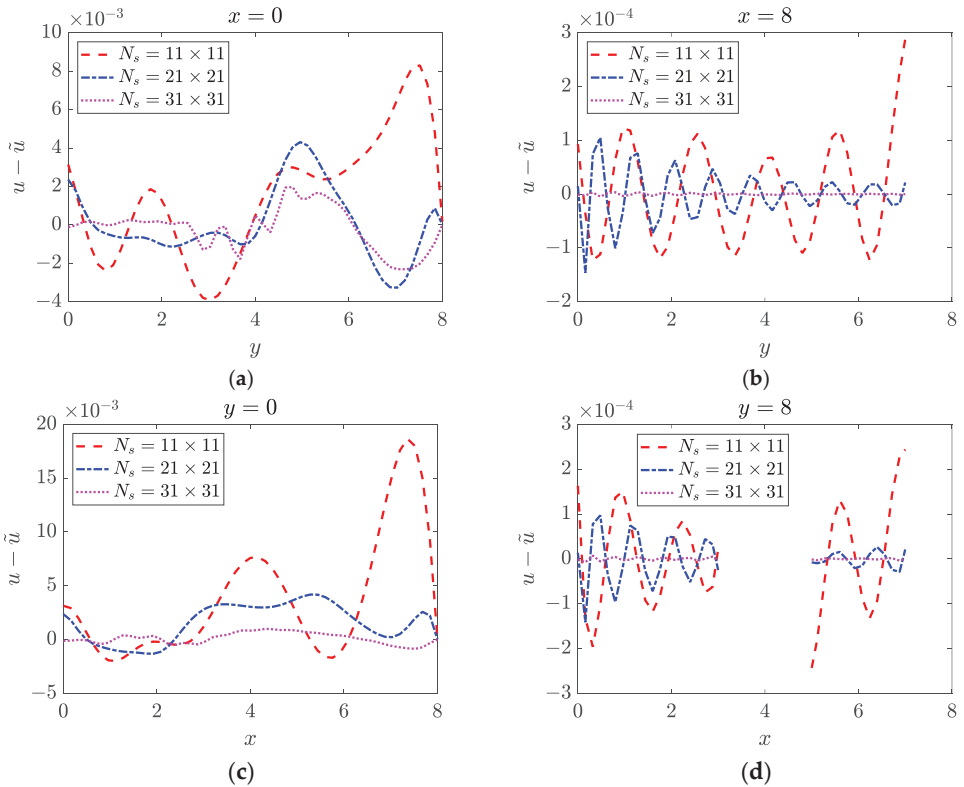 ×10⁻³
x = 0
10
8
6
4
2
0
−2
−4
u − ũ
N_s = 11 × 11
N_s = 21 × 21
N_s = 31 × 31
0 2 4 6 8
y
(a)
×10⁻⁴
x = 8
3
2
1
0
−1
−2
u − ũ
N_s = 11 × 11
N_s = 21 × 21
N_s = 31 × 31
0 2 4 6 8
y
(b)
×10⁻³
y = 0
20
15
10
5
0
−5
u − ũ
N_s = 11 × 11
N_s = 21 × 21
N_s = 31 × 31
0 2 4 6 8
x
(c)
×10⁻⁴
y = 8
3
2
1
0
−1
−2
−3
u − ũ
N_s = 11 × 11
N_s = 21 × 21
N_s = 31 × 31
0 2 4 6 8
x
(d)